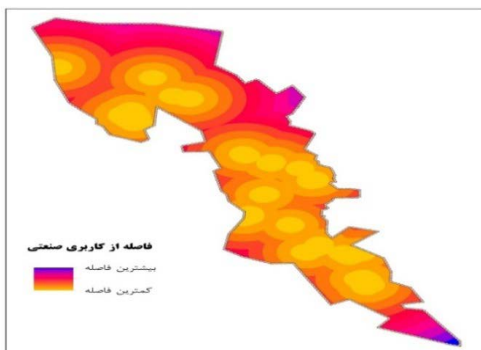 فاصله از کاربری صنعتی
بیشترین فاصله
کمترین فاصله